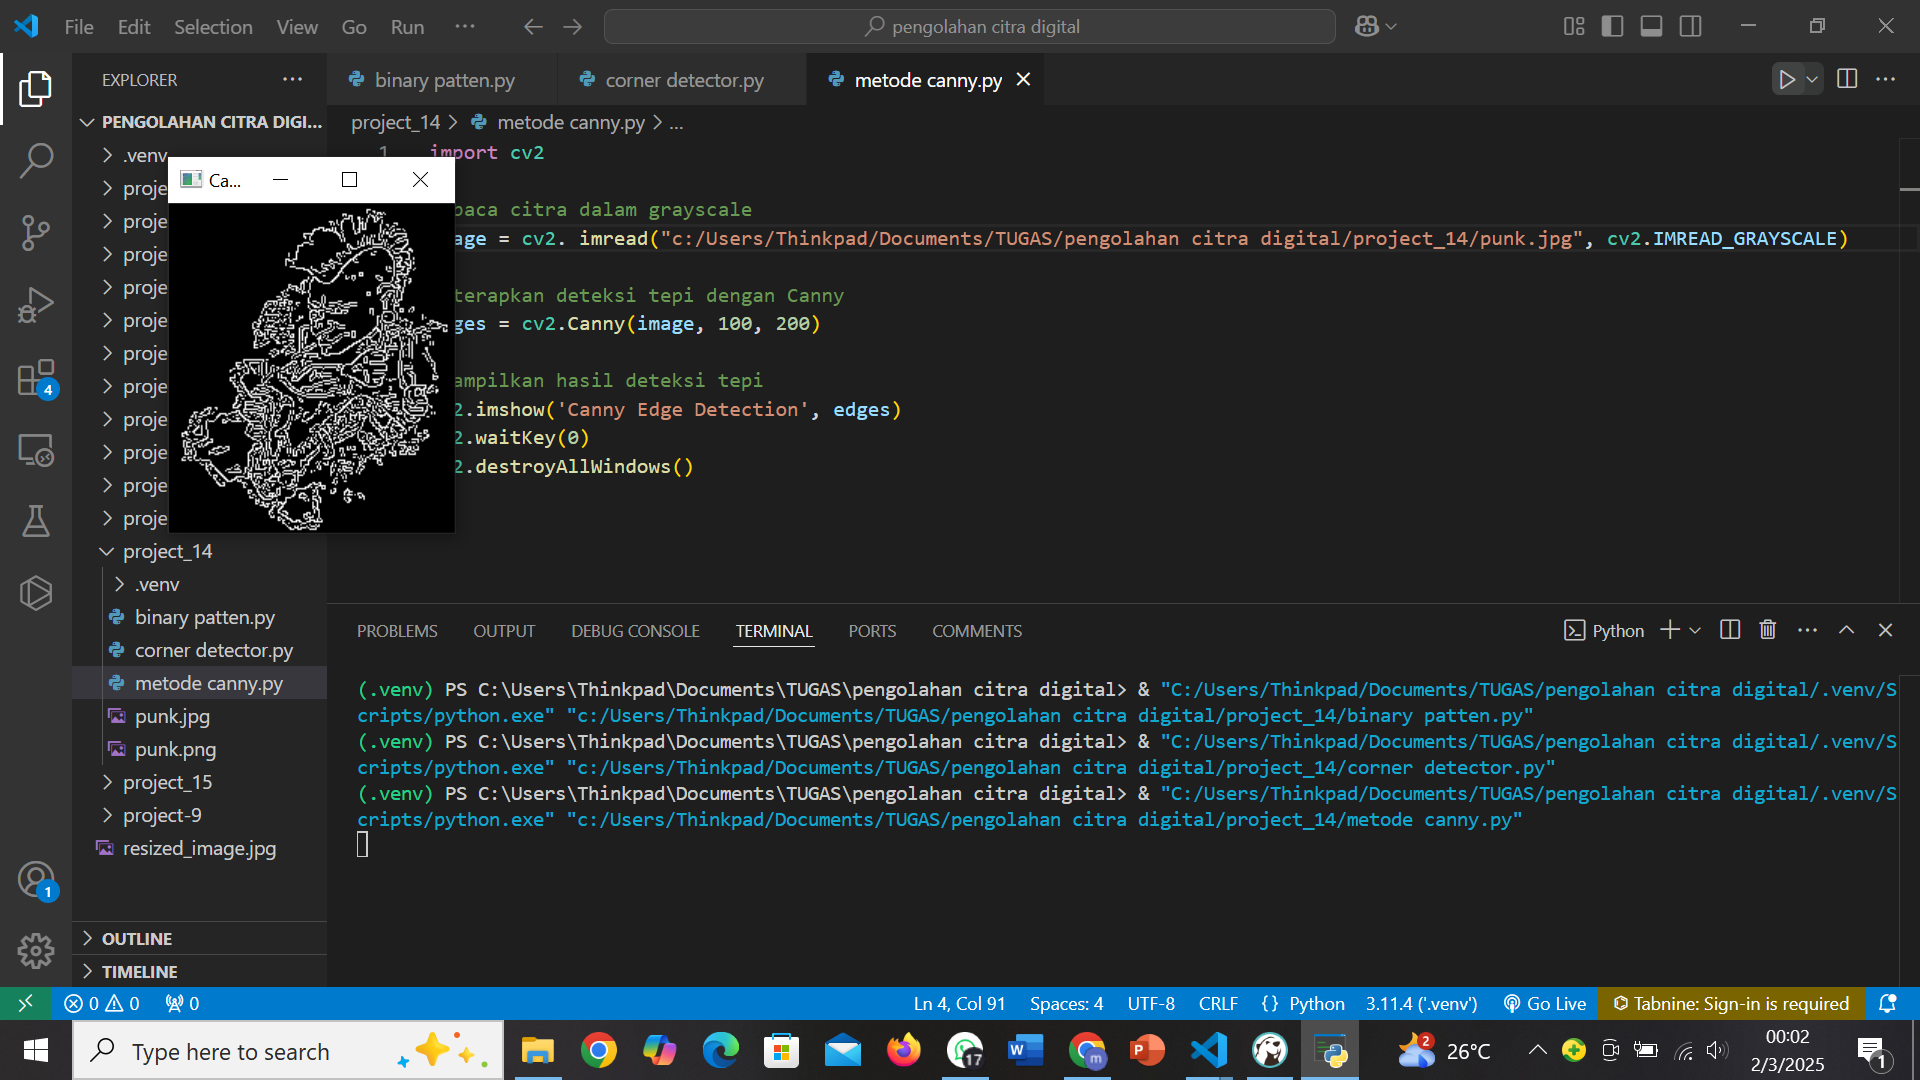 File Edit Selection View Go Run ...
pengolahan citra digital
EXPLORER
binary patten.py
corner detector.py
metode canny.py
PENGOLAHAN CITRA DIGI...
project_14 > metode canny.py > ...
.venv
proje
proje
proje
proje
proje
proje
proje
proje
proje
proje
proje
project_14
.venv
binary patten.py
corner detector.py
metode canny.py
punk.jpg
punk.png
project_15
project-9
resized_image.jpg
OUTLINE
TIMELINE
Ca...
1 import cv2
baca citra dalam grayscale
age = cv2. imread("c:/Users/Thinkpad/Documents/TUGAS/pengolahan citra digital/project_14/punk.jpg", cv2.IMREAD_GRAYSCALE)
terapkan deteksi tepi dengan Canny
ges = cv2.Canny(image, 100, 200)
ampilkan hasil deteksi tepi
2.imshow('Canny Edge Detection', edges)
2.waitKey(0)
2.destroyAllWindows()
PROBLEMS OUTPUT DEBUG CONSOLE TERMINAL PORTS COMMENTS
Python
(.venv) PS C:\Users\Thinkpad\Documents\TUGAS\pengolahan citra digital> & "C:/Users/Thinkpad/Documents/TUGAS/pengolahan citra digital/.venv/S
cripts/python.exe" "c:/Users/Thinkpad/Documents/TUGAS/pengolahan citra digital/project_14/binary patten.py"
(.venv) PS C:\Users\Thinkpad\Documents\TUGAS\pengolahan citra digital> & "C:/Users/Thinkpad/Documents/TUGAS/pengolahan citra digital/.venv/S
cripts/python.exe" "c:/Users/Thinkpad/Documents/TUGAS/pengolahan citra digital/project_14/corner detector.py"
(.venv) PS C:\Users\Thinkpad\Documents\TUGAS\pengolahan citra digital> & "C:/Users/Thinkpad/Documents/TUGAS/pengolahan citra digital/.venv/S
cripts/python.exe" "c:/Users/Thinkpad/Documents/TUGAS/pengolahan citra digital/project_14/metode canny.py"
4
1
0 0 0 Ln 4, Col 91 Spaces: 4 UTF-8 CRLF {} Python 3.11.4 ('.venv') Go Live Tabnine: Sign-in is required
Type here to search
17
W
m
P
2
26°C
00:02
2/3/2025
1